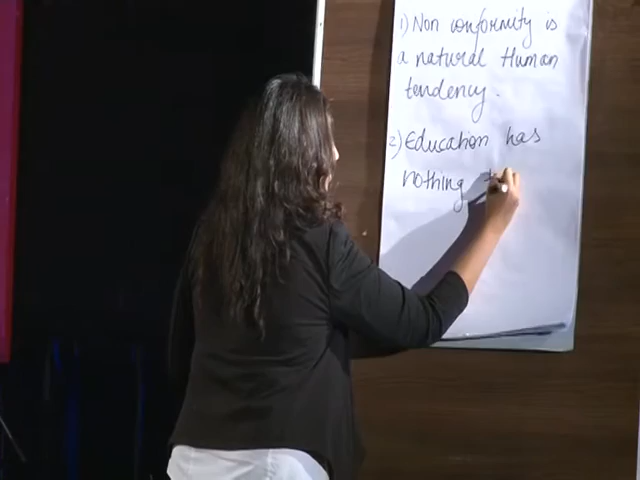 1) Non conformity is
a natural Human
tendency.
2) Education has
nothing t